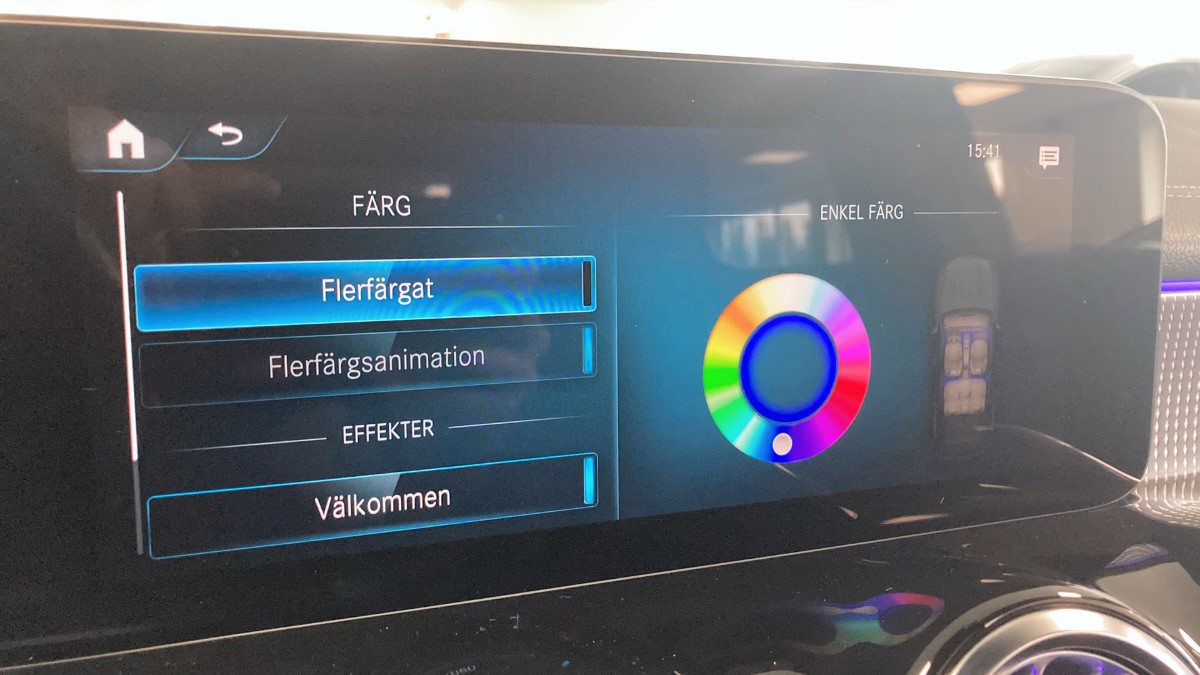 15:41
FÄRG
Flerfärgat
Flerfärgsanimation
EFFEKTER
Välkommen
ENKEL FÄRG